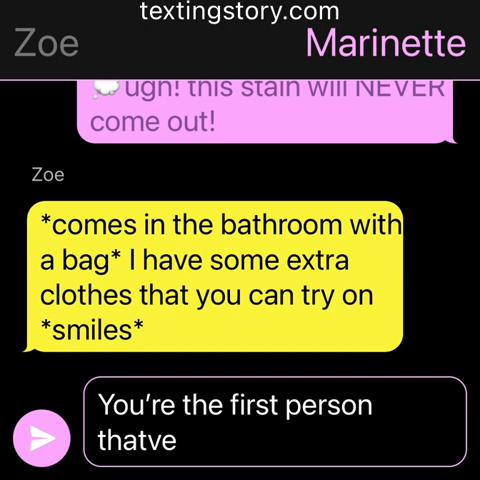 textingstory.com
Zoe
Marinette
💭 ugh! this stain will NEVER
come out!
Zoe
*comes in the bathroom with
a bag* I have some extra
clothes that you can try on
*smiles*
You’re the first person
thatve